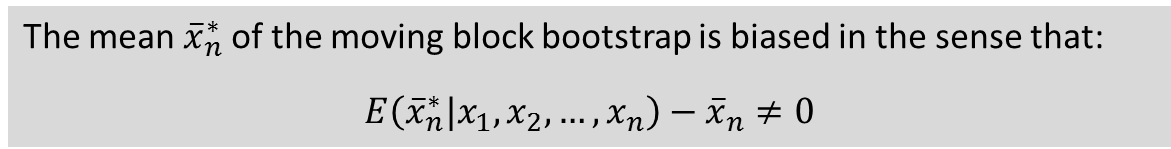 The mean x̄ₙ* of the moving block bootstrap is biased in the sense that:
E(x̄ₙ*|x₁, x₂, … , xₙ) − x̄ₙ ≠ 0